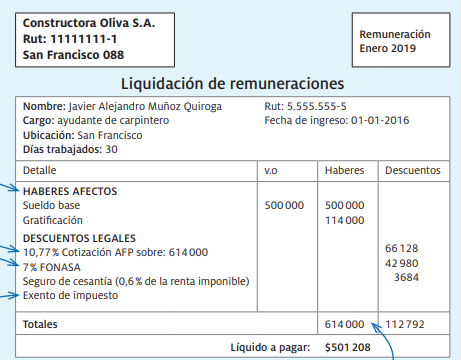 Constructora Oliva S.A.
Rut: 11111111-1
San Francisco 088
Remuneración
Enero 2019
Liquidación de remuneraciones
Nombre: Javier Alejandro Muñoz Quiroga Rut: 5.555.555-5
Cargo: ayudante de carpintero Fecha de ingreso: 01-01-2016
Ubicación: San Francisco
Días trabajados: 30
Detalle v.o Haberes Descuentos
HABERES AFECTOS
Sueldo base 500 000 500 000
Gratificación 114 000
DESCUENTOS LEGALES
10,77% Cotización AFP sobre: 614 000 66 128
7% FONASA 42 980
Seguro de cesantía (0,6% de la renta imponible) 3684
Exento de impuesto
Totales 614 000 112 792
Líquido a pagar: $501 208